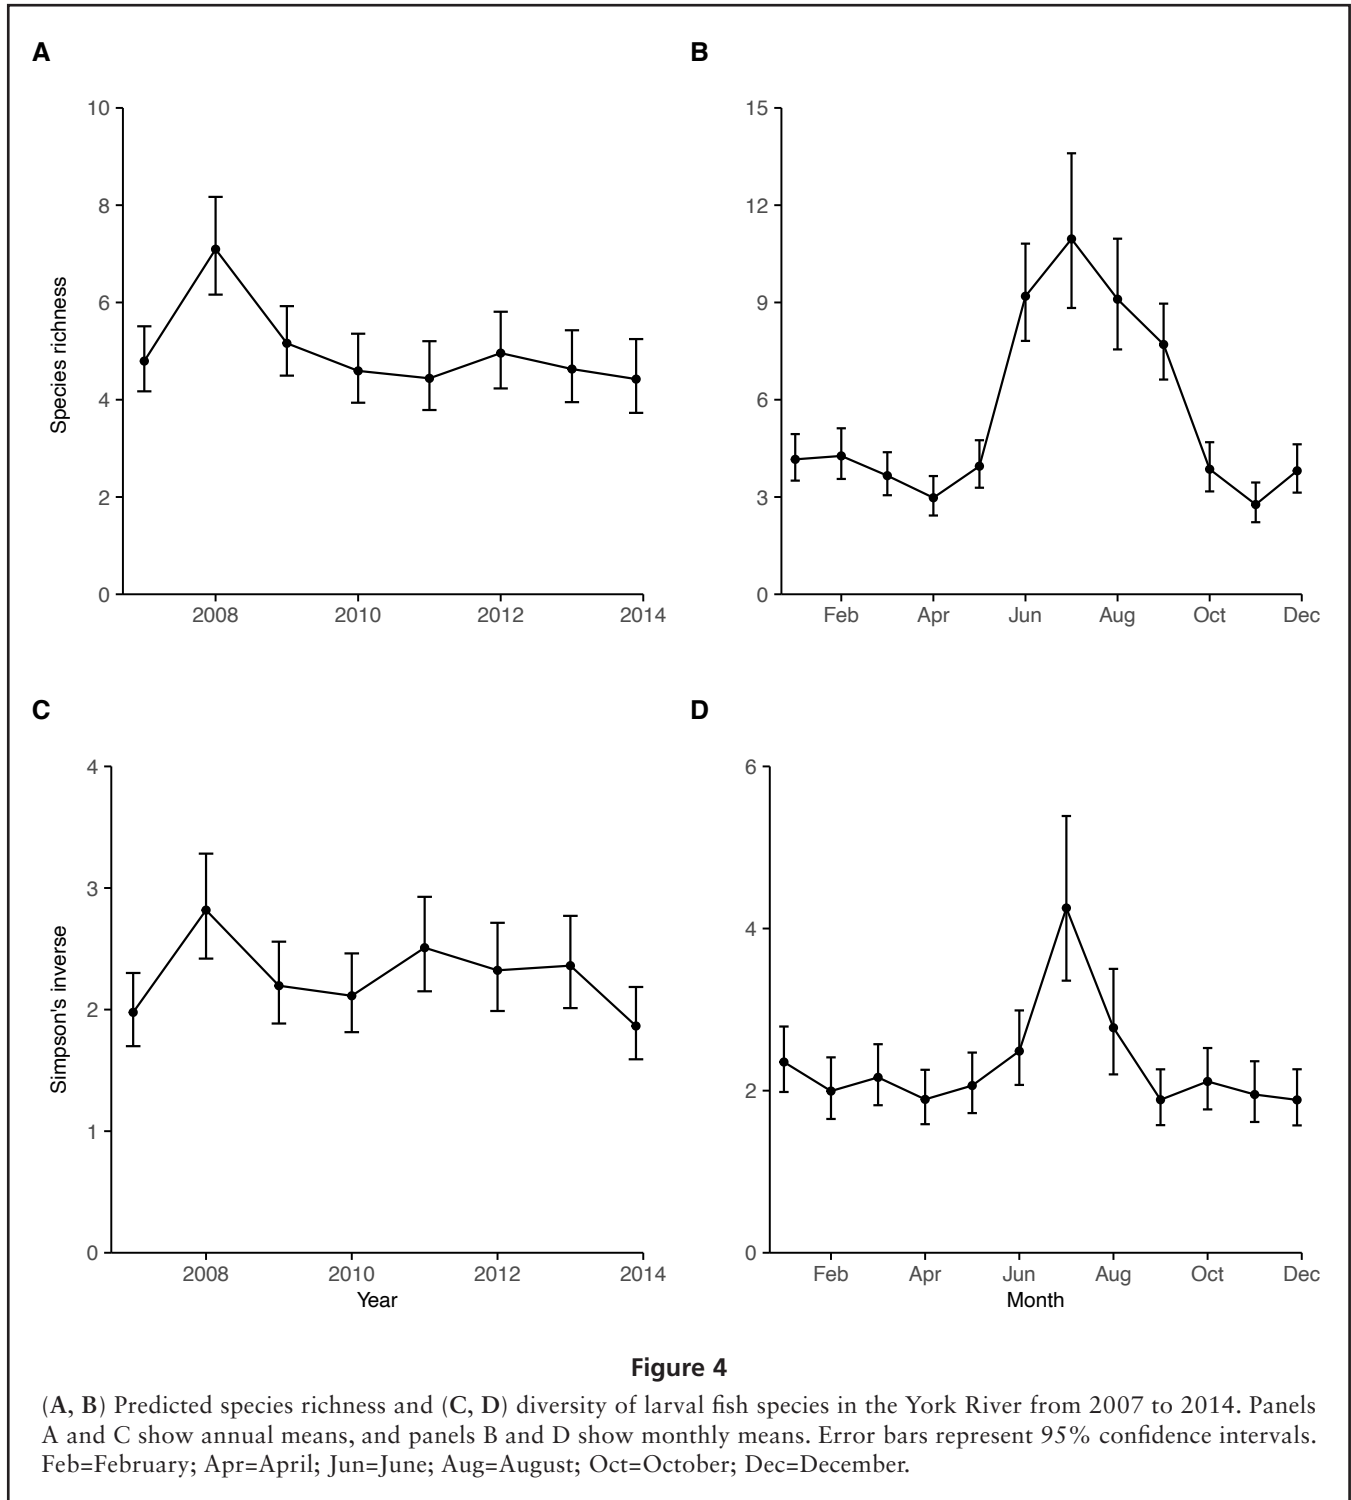 A
B
10
8
6
4
2
0
Species richness
2008
2010
2012
2014
15
12
9
6
3
0
Feb
Apr
Jun
Aug
Oct
Dec
C
D
4
3
2
1
0
Simpson's inverse
2008
2010
2012
2014
Year
6
4
2
0
Feb
Apr
Jun
Aug
Oct
Dec
Month
Figure 4
(A, B) Predicted species richness and (C, D) diversity of larval fish species in the York River from 2007 to 2014. Panels
A and C show annual means, and panels B and D show monthly means. Error bars represent 95% confidence intervals.
Feb=February; Apr=April; Jun=June; Aug=August; Oct=October; Dec=December.